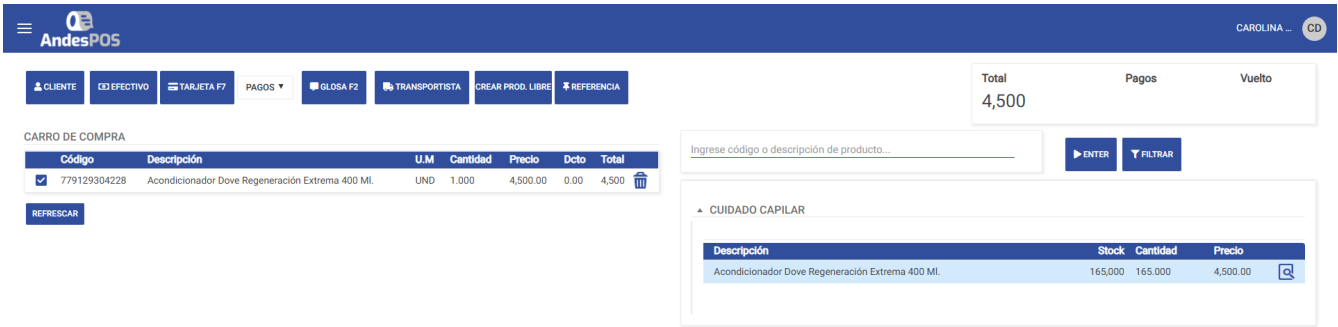 AndesPOS
CAROLINA ... CD
CLIENTE EFECTIVO TARJETA F7 PAGOS ▼ GLOSA F2 TRANSPORTISTA CREAR PROD. LIBRE REFERENCIA
Total Pagos Vuelto
4,500
CARRO DE COMPRA
Código Descripción U.M Cantidad Precio Dcto Total
779129304228 Acondicionador Dove Regeneración Extrema 400 Ml. UND 1.000 4,500.00 0.00 4,500
REFRESCAR
Ingrese código o descripción de producto...
ENTER FILTRAR
CUIDADO CAPILAR
Descripción Stock Cantidad Precio
Acondicionador Dove Regeneración Extrema 400 Ml. 165,000 165.000 4,500.00